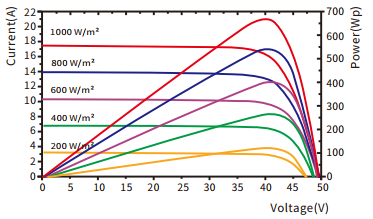 Current(A)
22
20
18
16
14
12
10
8
6
4
2
0
1000 W/m²
800 W/m²
600 W/m²
400 W/m²
200 W/m²
700
600
500
400
300
200
100
0
Power(Wp)
0 5 10 15 20 25 30 35 40 45 50
Voltage(V)